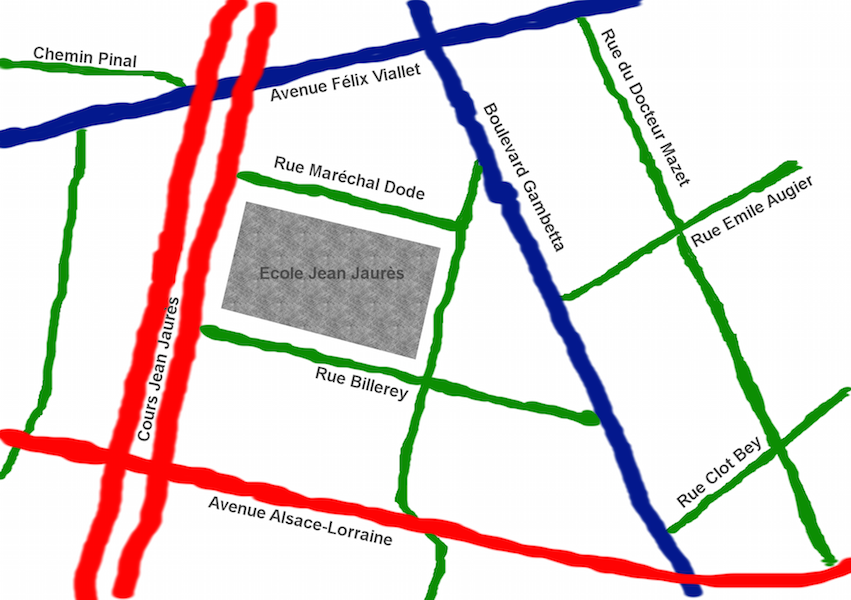 Chemin Pinal
Avenue Félix Viallet
Rue du Docteur Mazet
Boulevard Gambetta
Rue Maréchal Dode
Rue Emile Augier
Ecole Jean Jaurès
Cours Jean Jaurès
Rue Billerey
Rue Clot Bey
Avenue Alsace-Lorraine